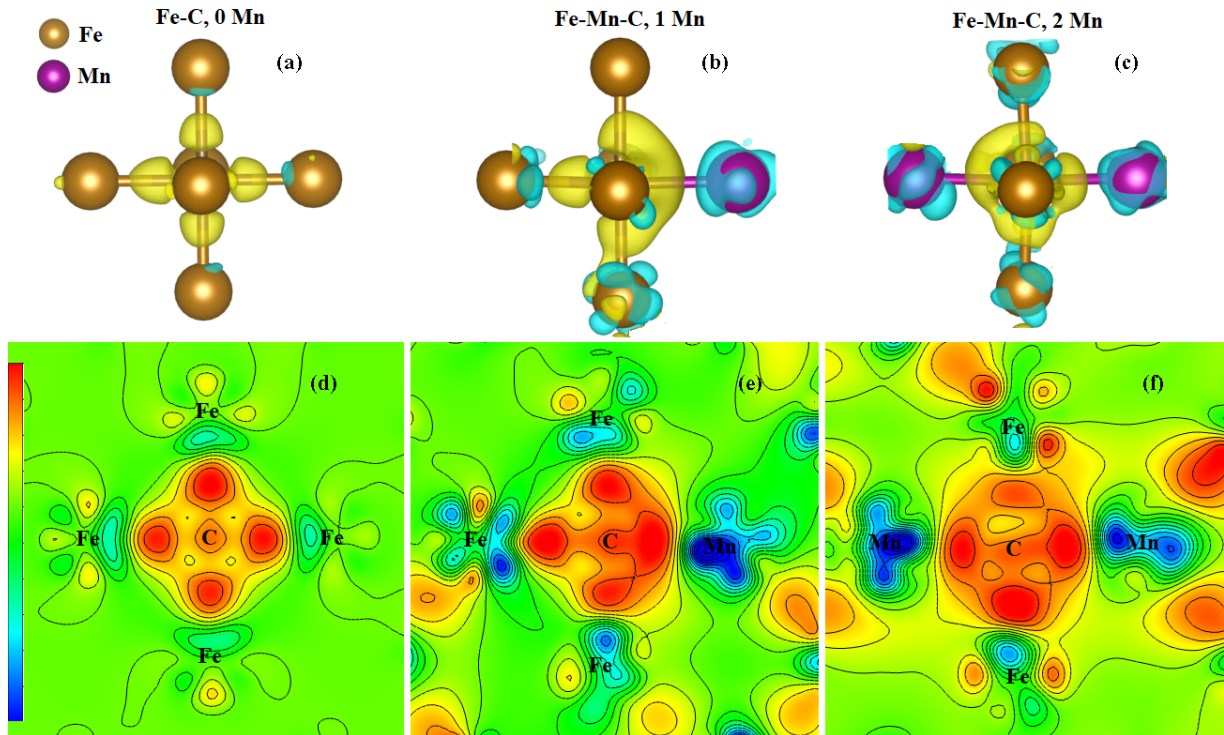 Fe-C, 0 Mn
Fe-Mn-C, 1 Mn
Fe-Mn-C, 2 Mn
Fe
Mn
(a)
(b)
(c)
(d)
Fe
Fe
C
Fe
Fe
(e)
Fe
Fe
C
Mn
Fe
(f)
Fe
Mn
C
Mn
Fe